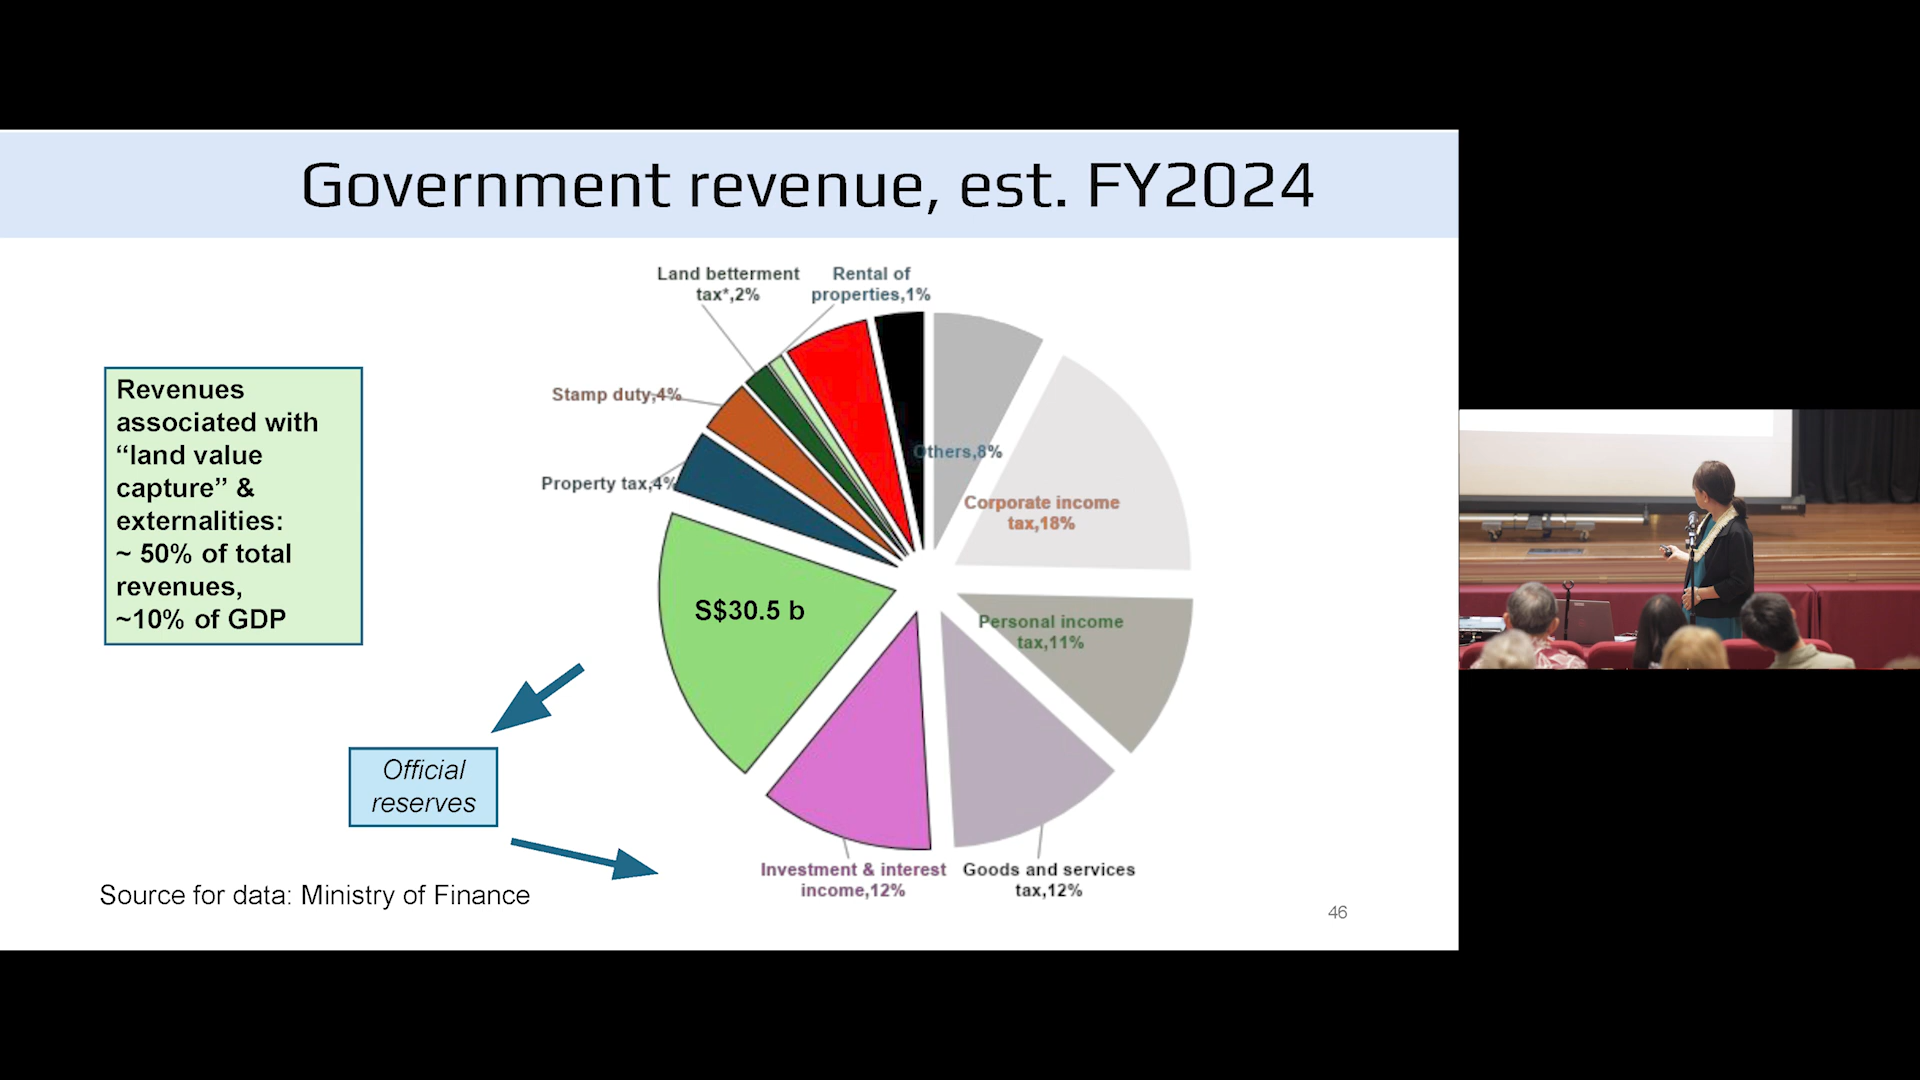 Government revenue, est. FY2024
Land betterment
tax*,2%
Rental of
properties,1%
Revenues
associated with
“land value
capture” &
externalities:
~ 50% of total
revenues,
~10% of GDP
Stamp duty,4%
Property tax,4%
Others,8%
Corporate income
tax,18%
S$30.5 b
Personal income
tax,11%
Official
reserves
Investment & interest
income,12%
Goods and services
tax,12%
Source for data: Ministry of Finance
46